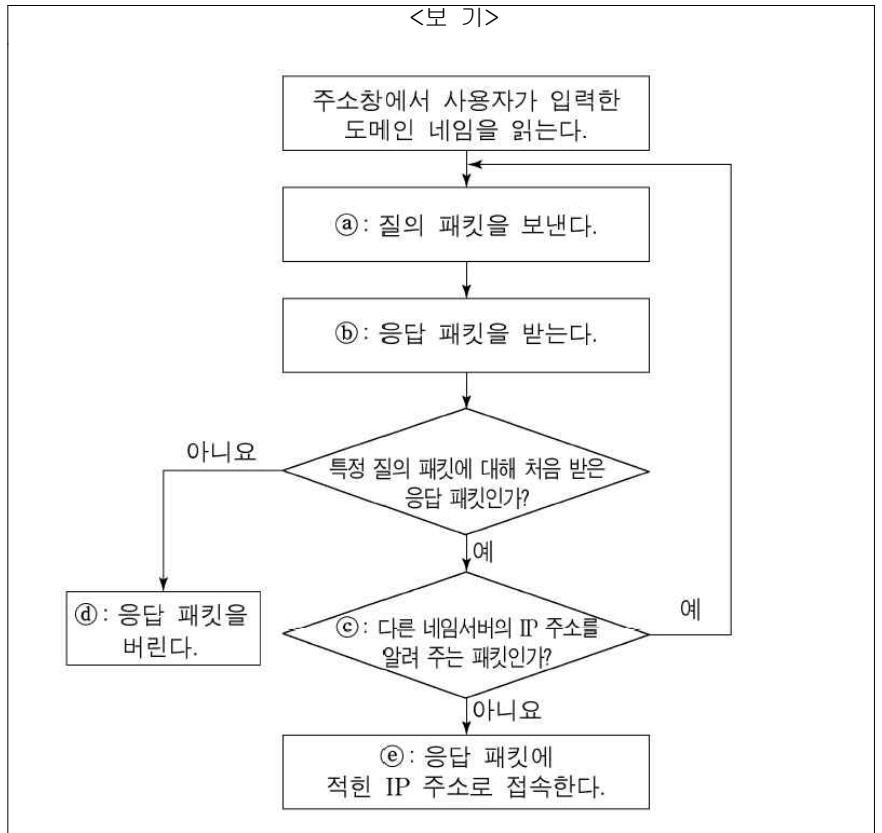 <보 기>
주소창에서 사용자가 입력한
도메인 네임을 읽는다.
ⓐ: 질의 패킷을 보낸다.
ⓑ: 응답 패킷을 받는다.
아니요
특정 질의 패킷에 대해 처음 받은
응답 패킷인가?
예
ⓓ: 응답 패킷을
버린다.
ⓒ: 다른 네임서버의 IP 주소를
알려 주는 패킷인가?
예
아니요
ⓔ: 응답 패킷에
적힌 IP 주소로 접속한다.